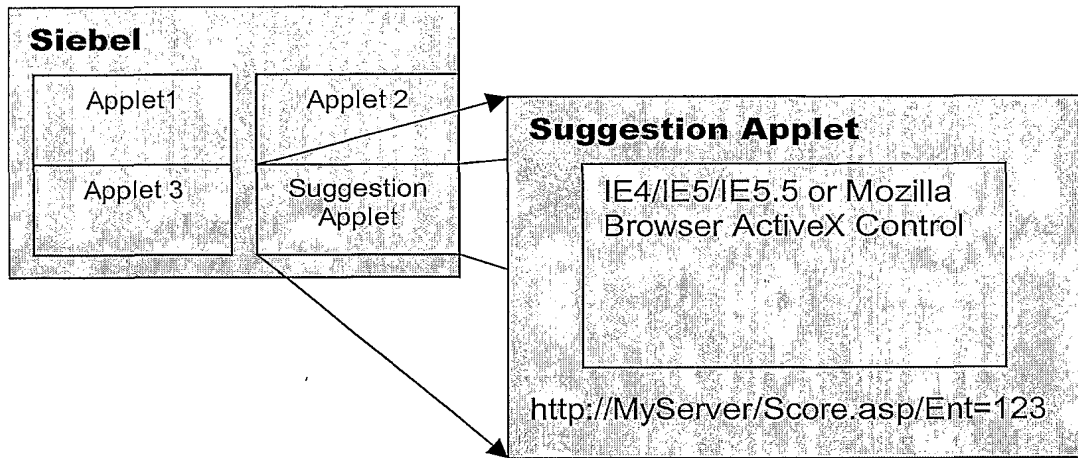 Siebel
Applet1
Applet 2
Applet 3
Suggestion
Applet
Suggestion Applet
IE4/IE5/IE5.5 or Mozilla
Browser ActiveX Control
http://MyServer/Score.asp/Ent=123